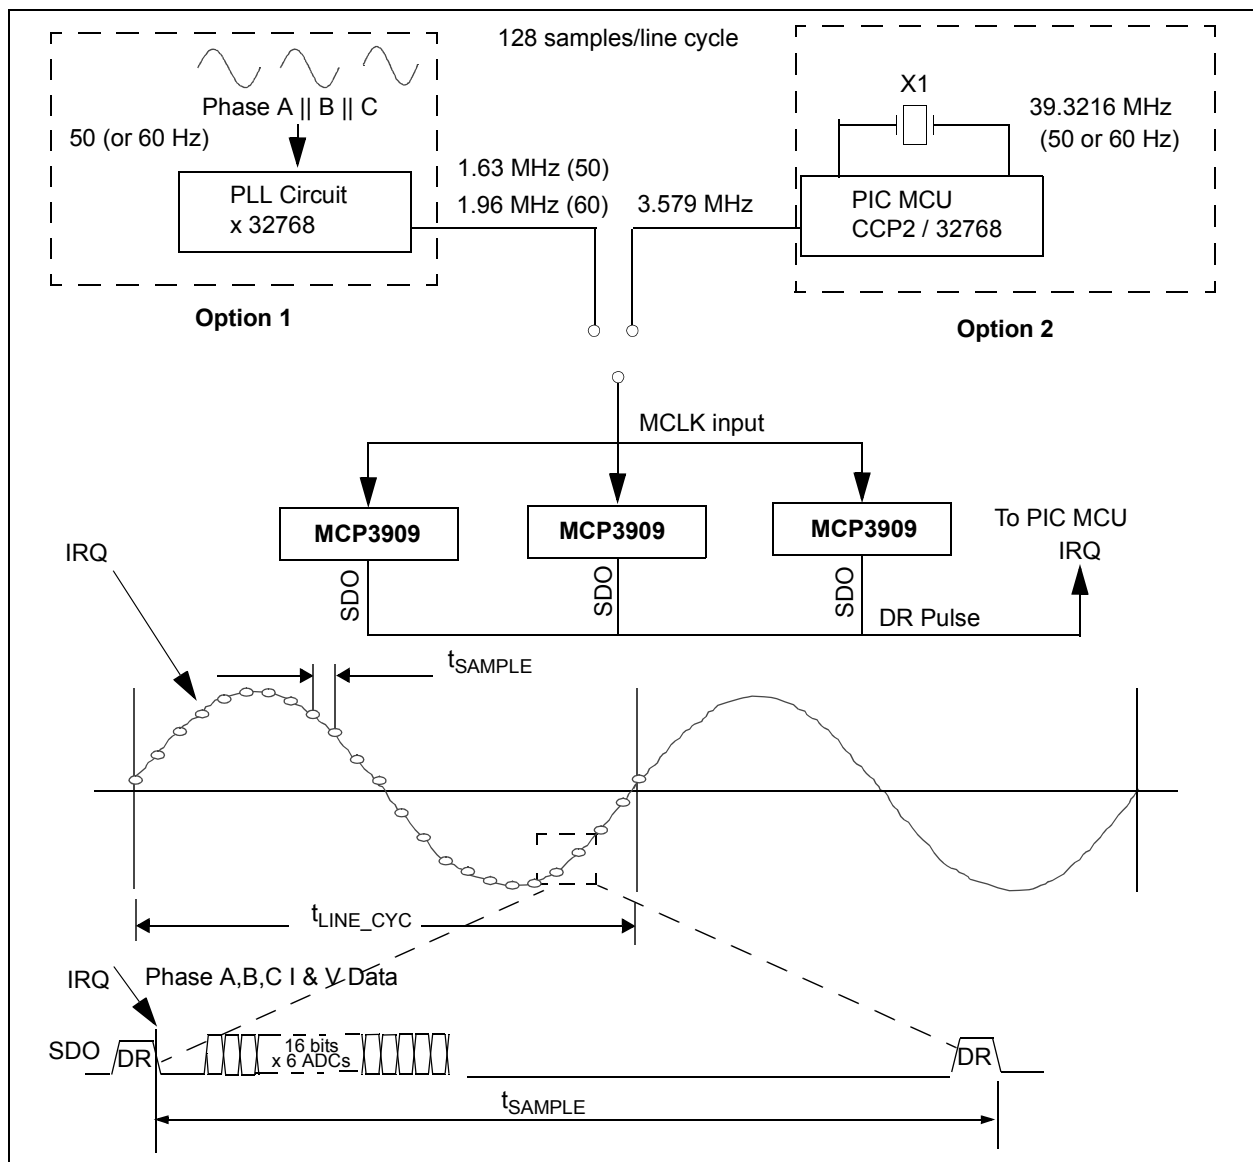 128 samples/line cycle
Phase A || B || C
50 (or 60 Hz)
PLL Circuit
x 32768
Option 1
1.63 MHz (50)
1.96 MHz (60)
3.579 MHz
X1
39.3216 MHz
(50 or 60 Hz)
PIC MCU
CCP2 / 32768
Option 2
MCLK input
MCP3909
MCP3909
MCP3909
SDO
SDO
SDO
To PIC MCU
IRQ
DR Pulse
IRQ
tSAMPLE
tLINE_CYC
IRQ
Phase A,B,C I & V Data
SDO
DR
16 bits
x 6 ADCs
DR
tSAMPLE